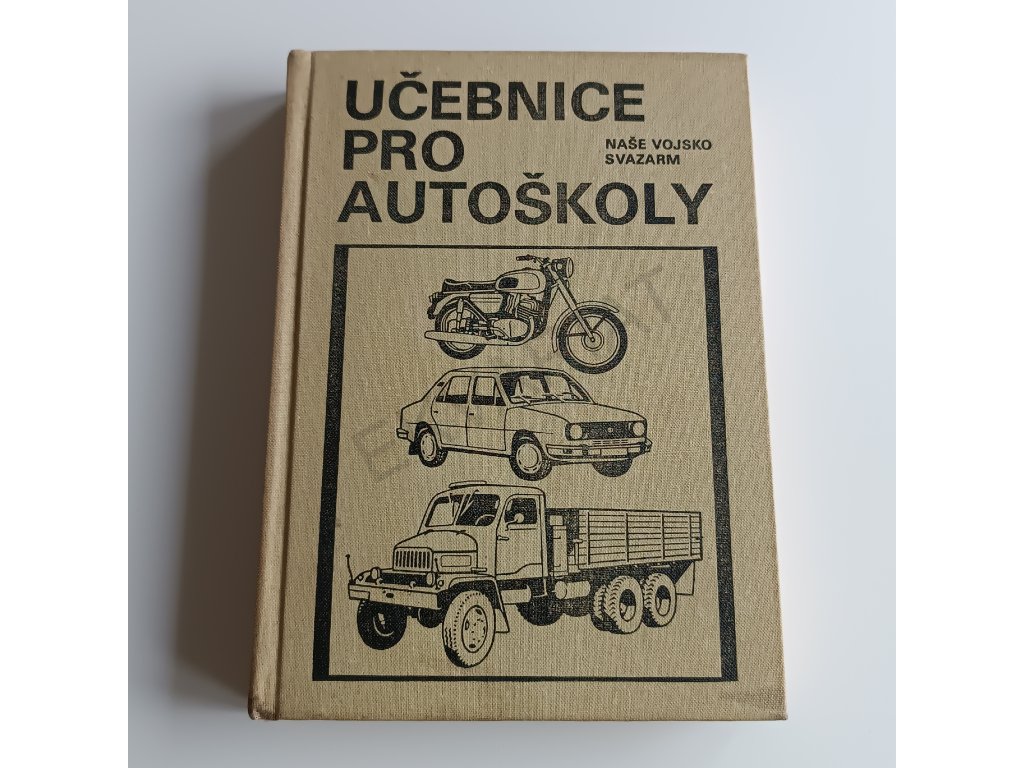 UČEBNICE
PRO
AUTOŠKOLY
NAŠE VOJSKO
SVAZARM